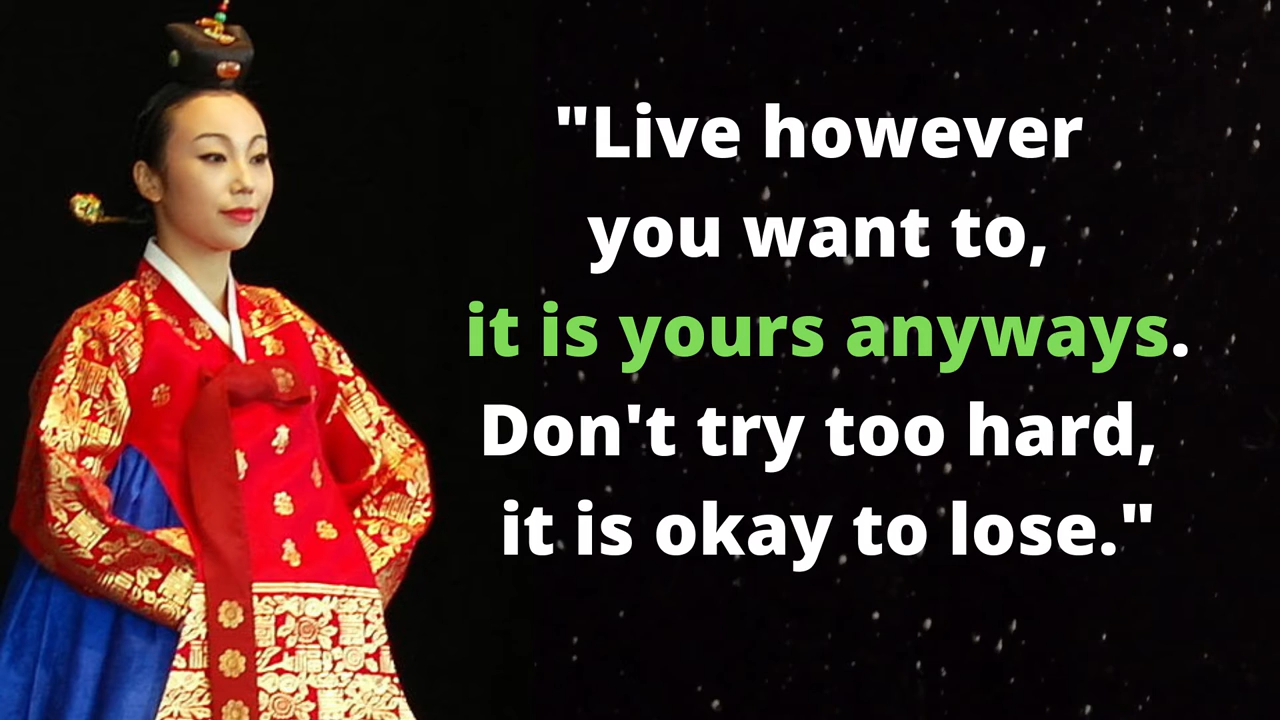 "Live however
you want to,
it is yours anyways.
Don't try too hard,
it is okay to lose."